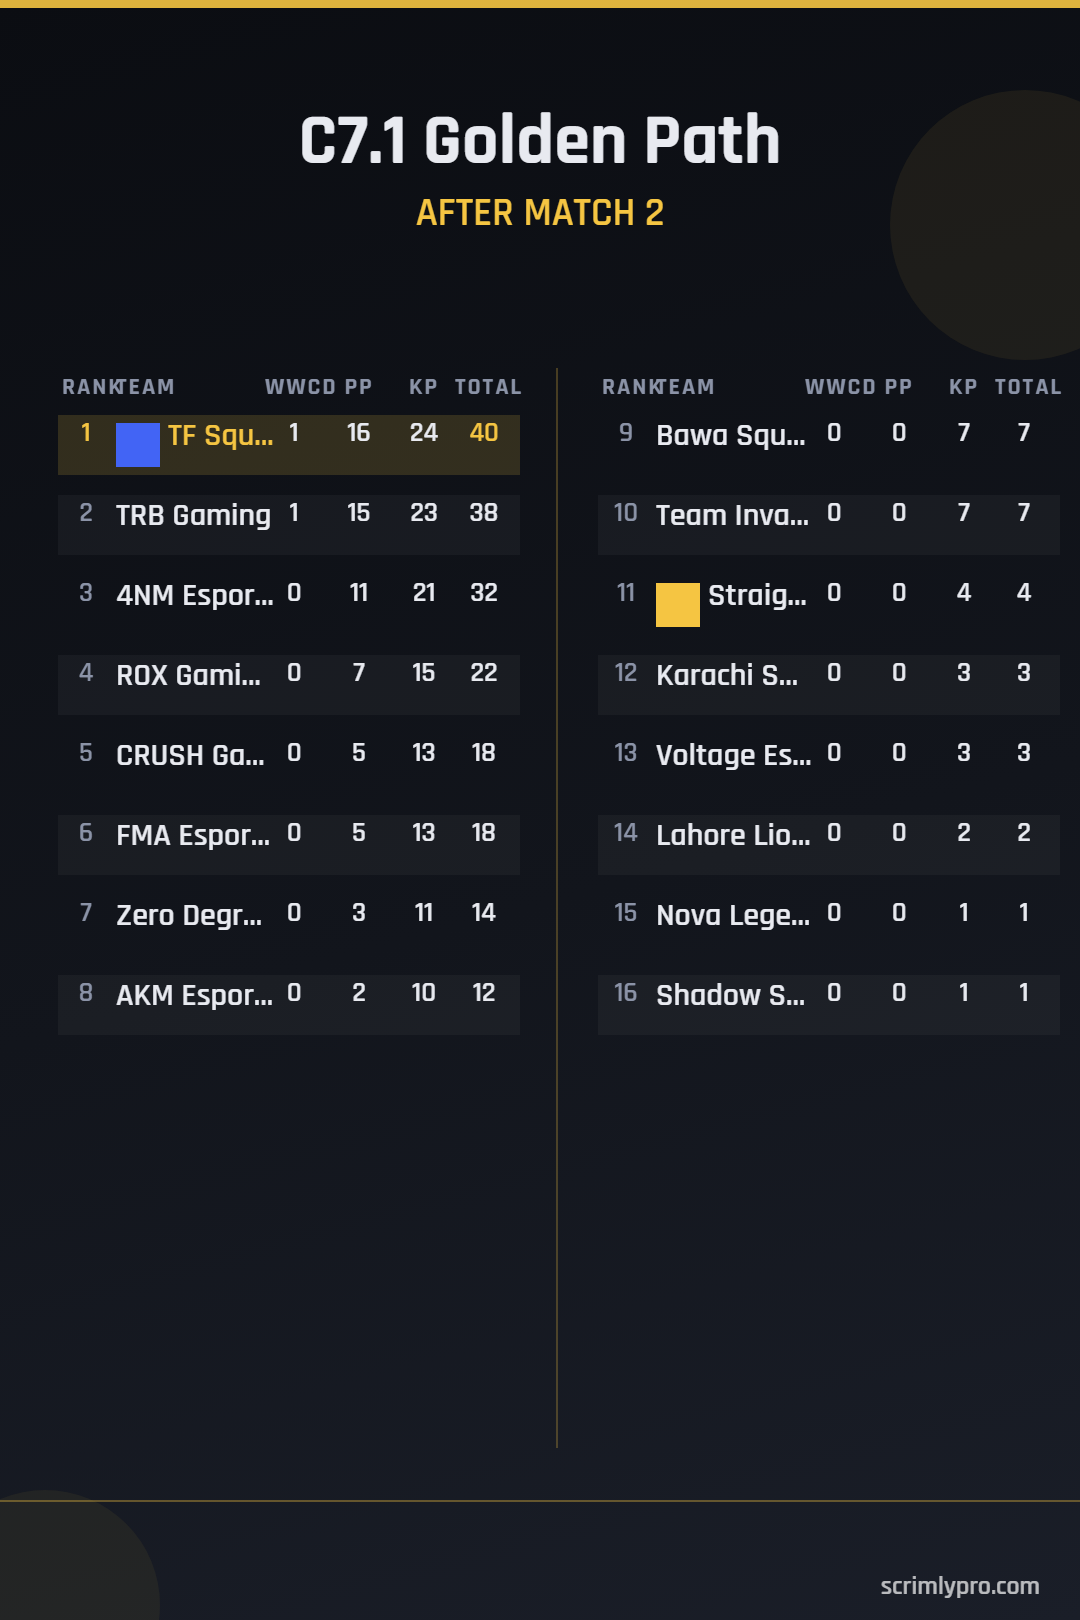 C7.1 Golden Path
AFTER MATCH 2
RANK TEAM WWCD PP KP TOTAL
1 TF Squ... 1 16 24 40
2 TRB Gaming 1 15 23 38
3 4NM Espor... 0 11 21 32
4 ROX Gami... 0 7 15 22
5 CRUSH Ga... 0 5 13 18
6 FMA Espor... 0 5 13 18
7 Zero Degr... 0 3 11 14
8 AKM Espor... 0 2 10 12
RANK TEAM WWCD PP KP TOTAL
9 Bawa Squ... 0 0 7 7
10 Team Inva... 0 0 7 7
11 Straig... 0 0 4 4
12 Karachi S... 0 0 3 3
13 Voltage Es... 0 0 3 3
14 Lahore Lio... 0 0 2 2
15 Nova Lege... 0 0 1 1
16 Shadow S... 0 0 1 1
scrimlypro.com